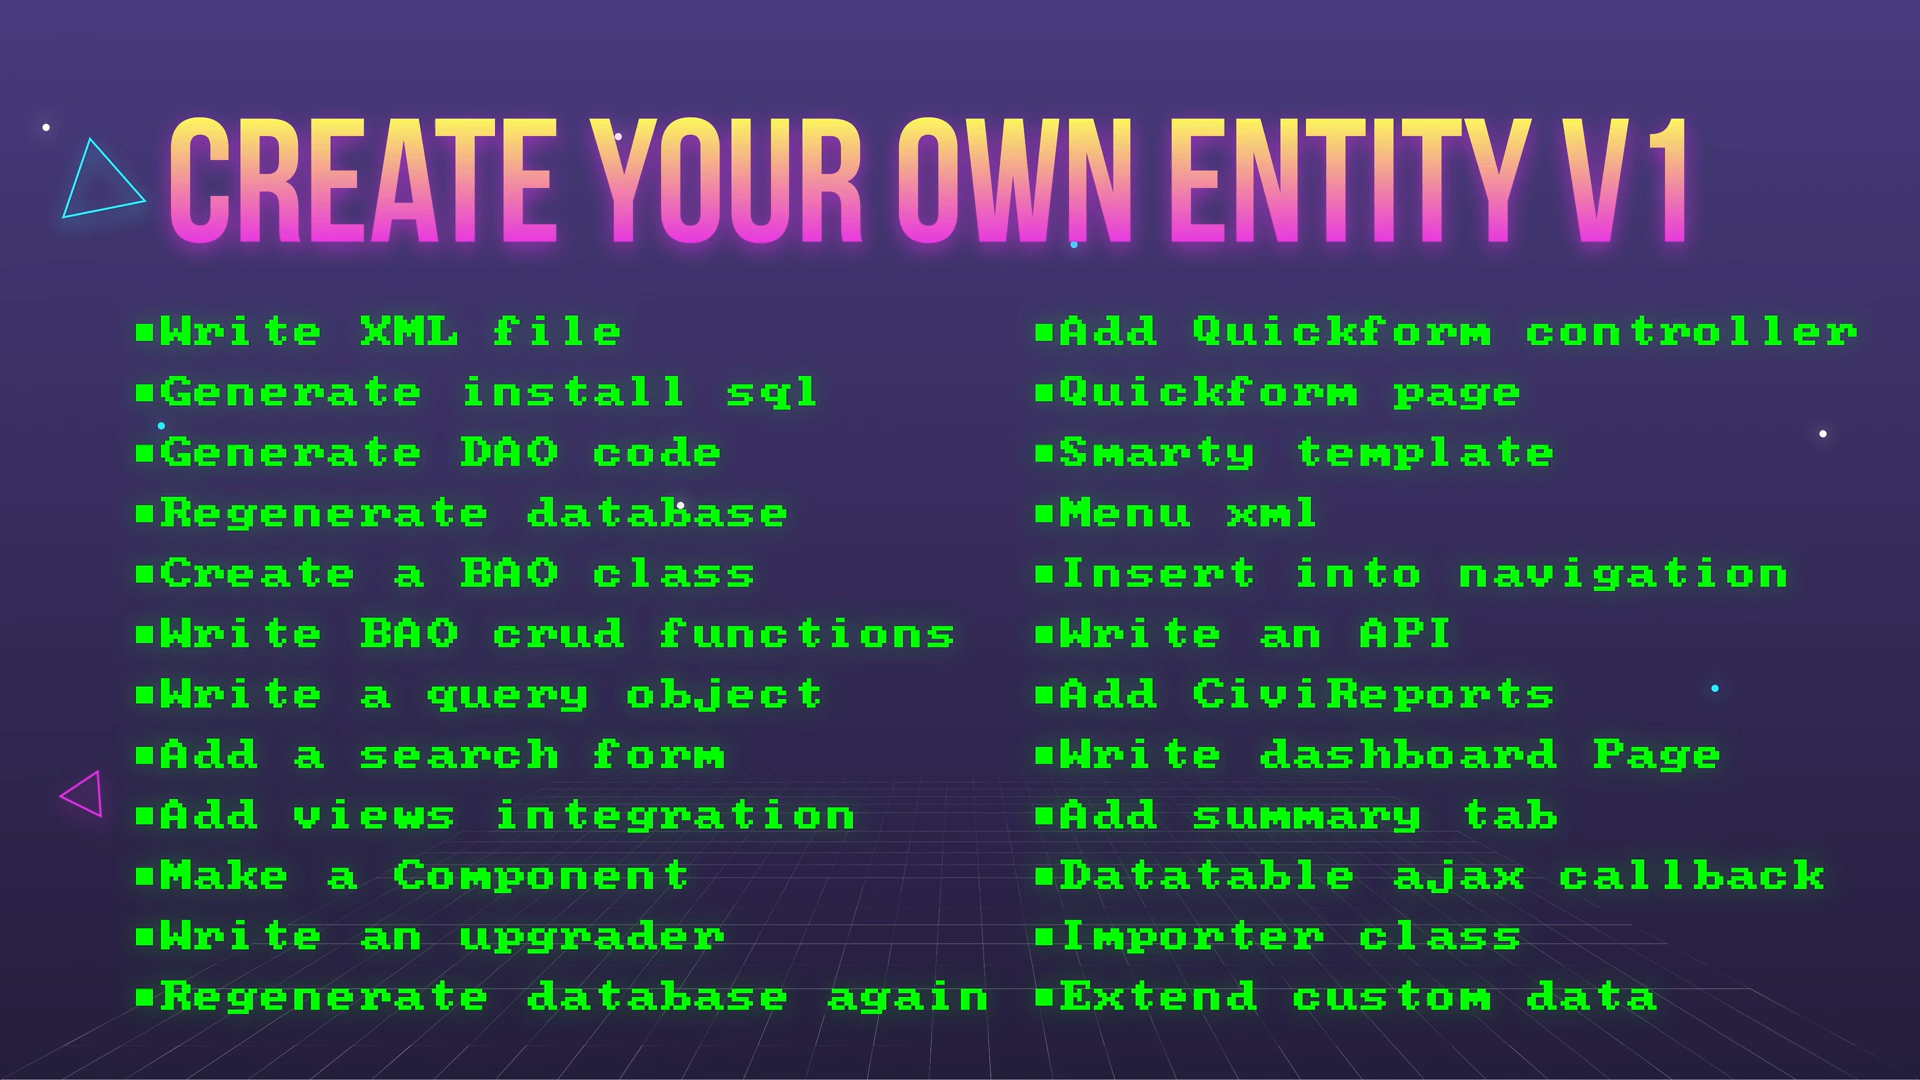 CREATE YOUR OWN ENTITY V1
▪Write XML file
▪Generate install sql
▪Generate DAO code
▪Regenerate database
▪Create a BAO class
▪Write BAO crud functions
▪Write a query object
▪Add a search form
▪Add views integration
▪Make a Component
▪Write an upgrader
▪Regenerate database again
▪Add Quickform controller
▪Quickform page
▪Smarty template
▪Menu xml
▪Insert into navigation
▪Write an API
▪Add CiviReports
▪Write dashboard Page
▪Add summary tab
▪Datatable ajax callback
▪Importer class
▪Extend custom data